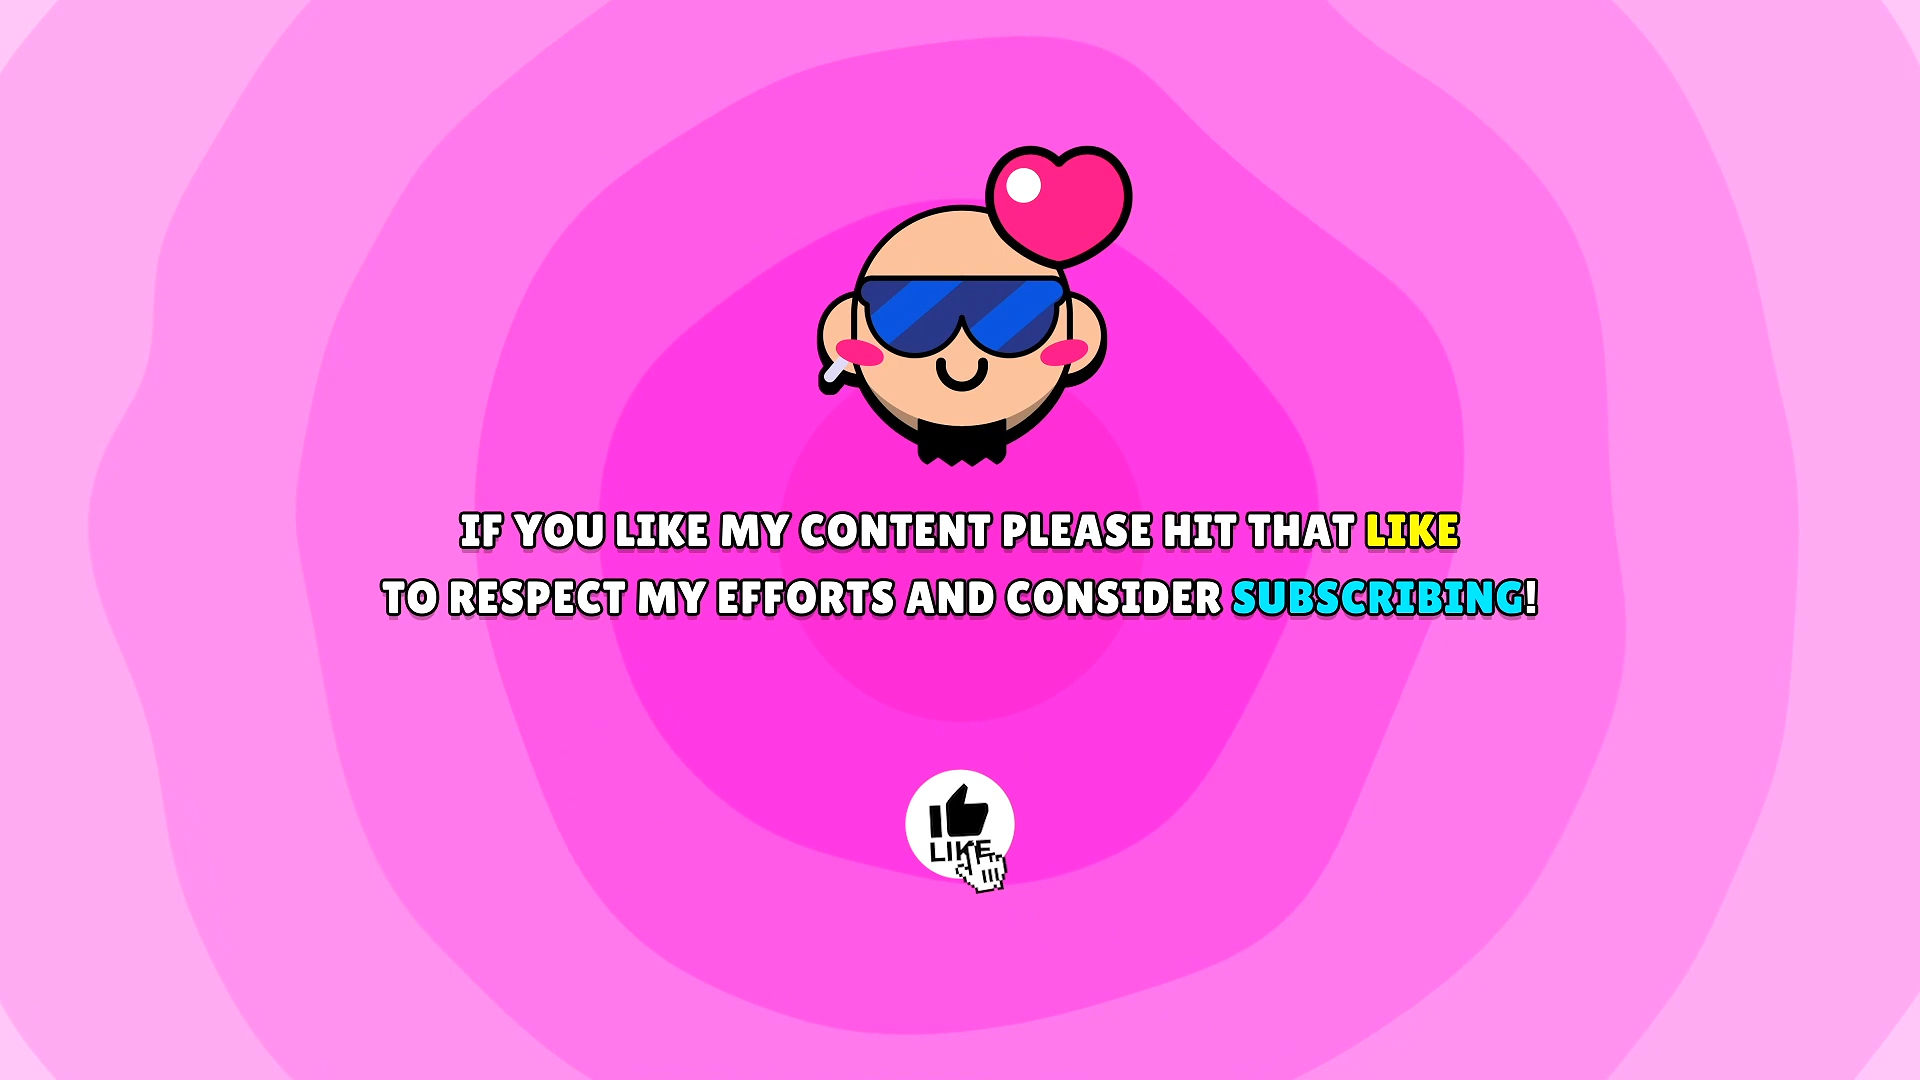 IF YOU LIKE MY CONTENT PLEASE HIT THAT LIKE
TO RESPECT MY EFFORTS AND CONSIDER SUBSCRIBING!
LIKE